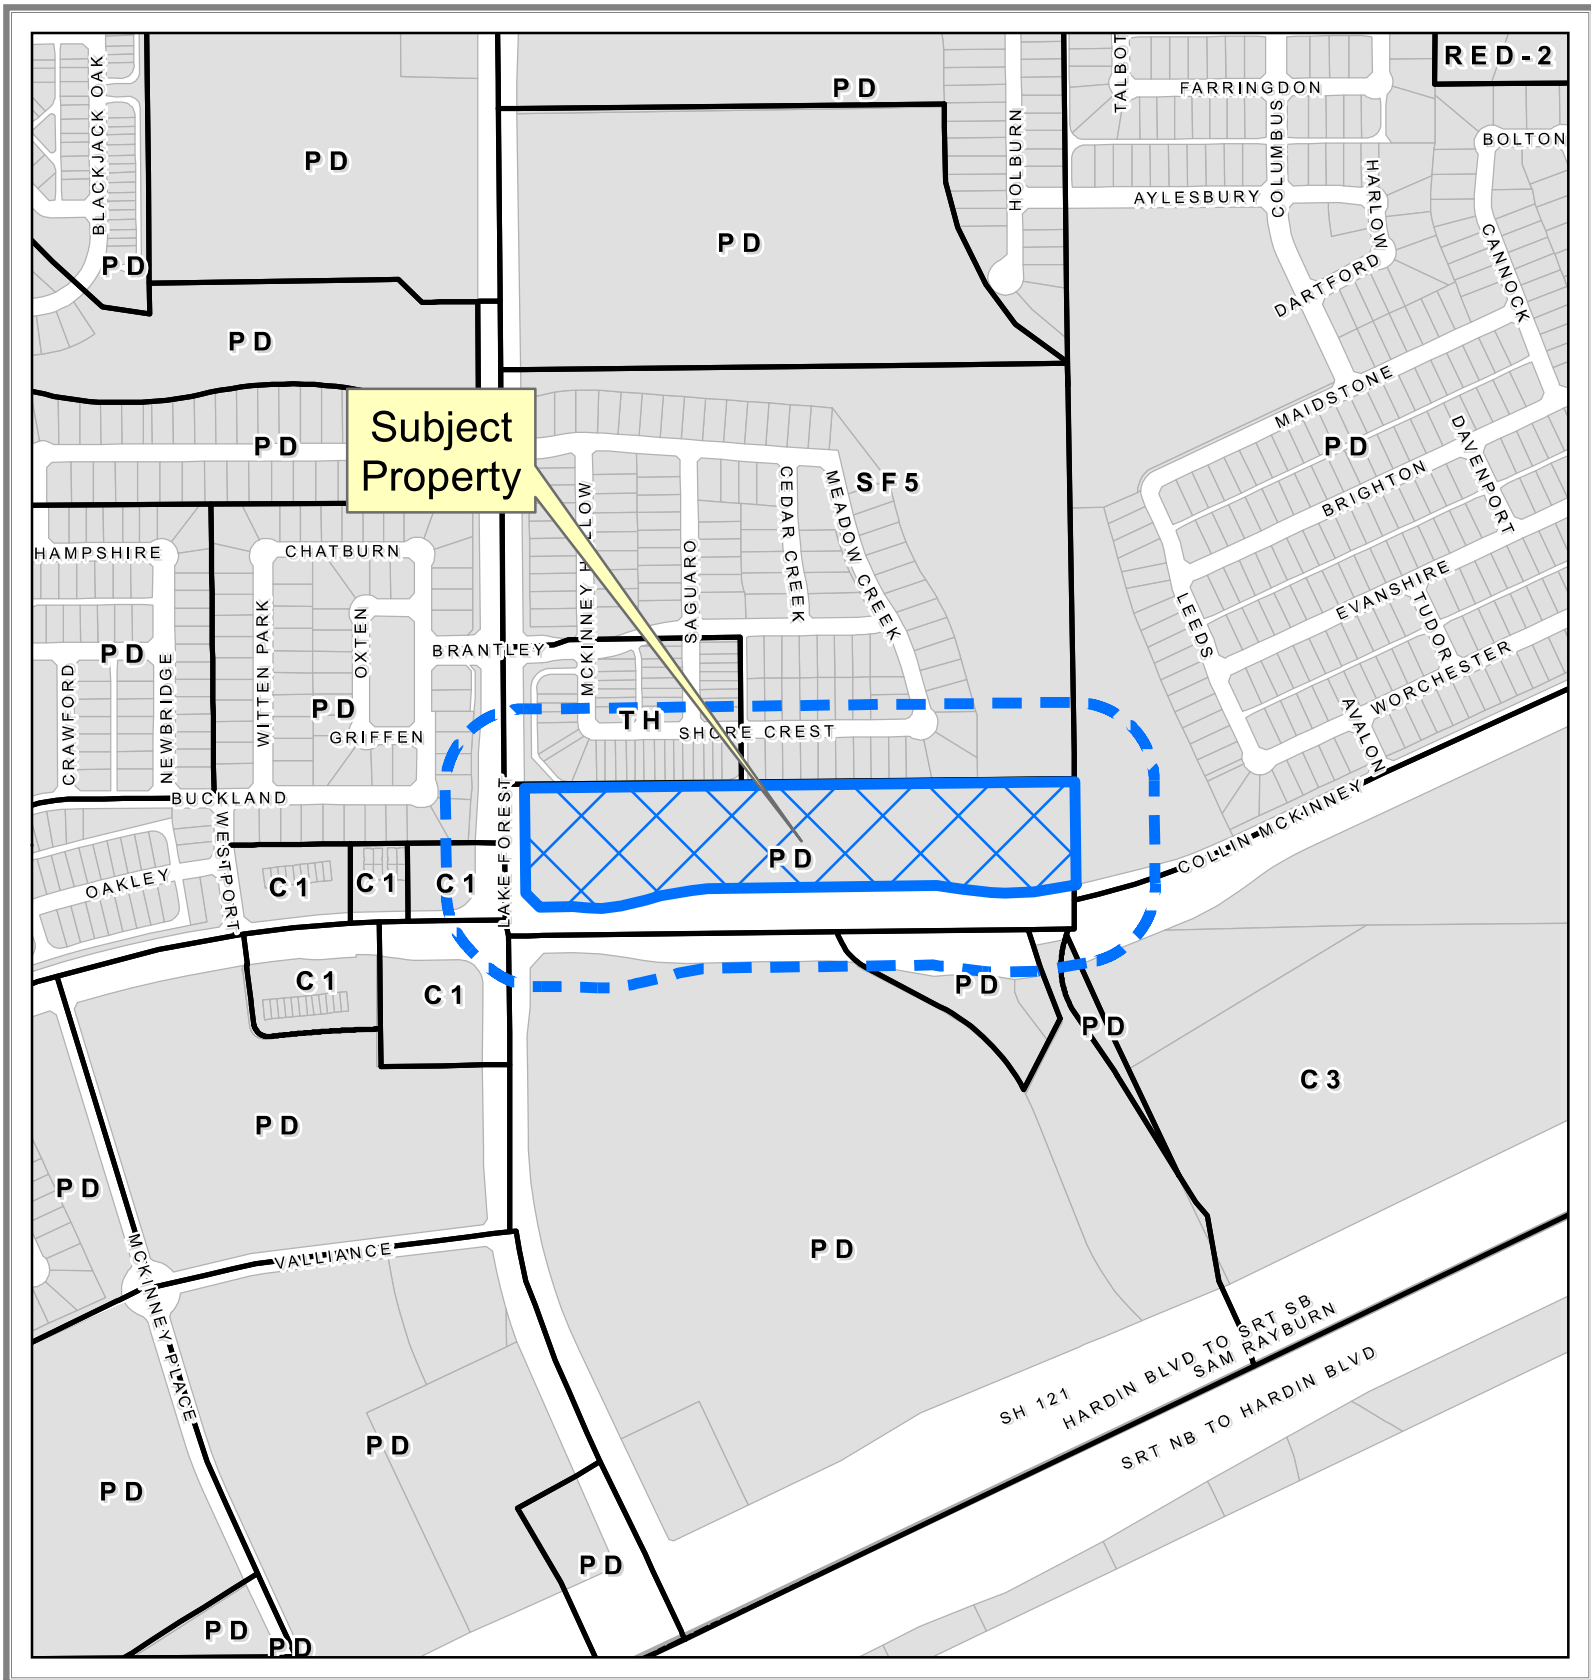 RED-2
TALBOT
FARRINGDON
PD
BLACKJACK OAK
HOLBURN
COLUMBUS
BOLTON
PD
HARLOW
AYLESBURY
PD
CANNOCK
PD
DARTFORD
PD
MAIDSTONE
Subject
Property
PD
PD
DAVENPORT
SF5
CEDAR CREEK
MEADOW CREEK
BRIGHTON
MCKINNEY H LLOW
SAGUARO
HAMPSHIRE
CHATBURN
EVANSHIRE
LEEDS
TUDOR
WITTEN PARK
OXTEN
BRANTLEY
PD
CRAWFORD
NEWBRIDGE
WORCHESTER
PD
AVALON
GRIFFEN
TH
SHORE CREST
BUCKLAND
LAKE FOREST
COLLIN MCKINNEY
WESTPORT
PD
OAKLEY
C1
C1
C1
C1
C1
PD
PD
C3
PD
PD
MCKINNEY PLACE
VALLIANCE
PD
SH 121
HARDIN BLVD TO SRT SB
SAM RAYBURN
SRT NB TO HARDIN BLVD
PD
PD
PD
PD
PD